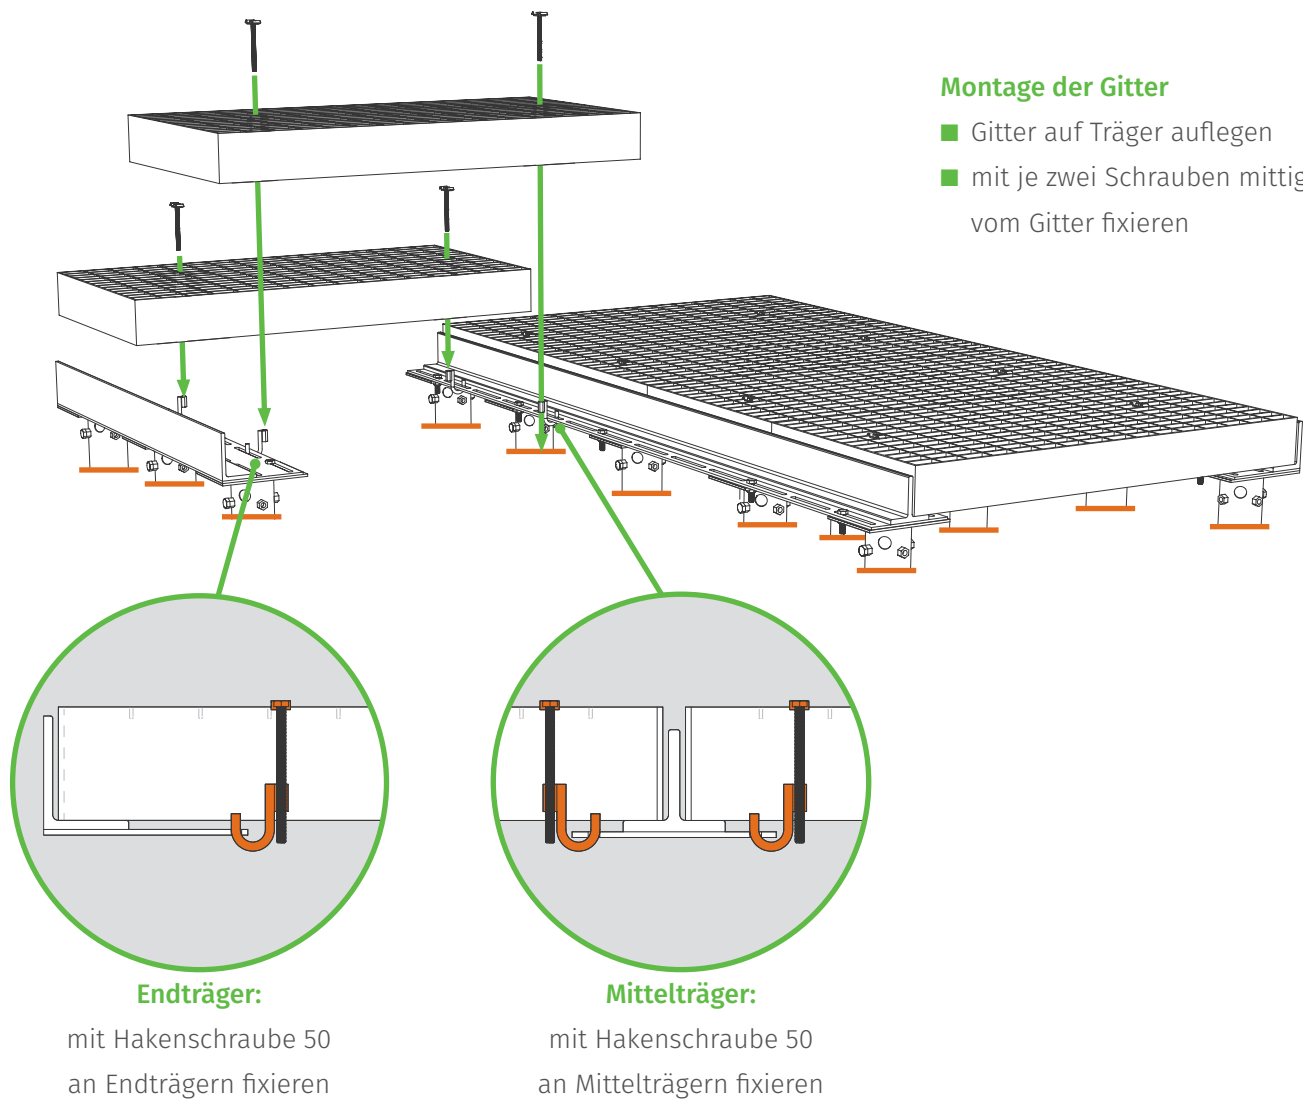 Montage der Gitter
Gitter auf Träger auflegen
mit je zwei Schrauben mittig
vom Gitter fixieren
Endträger:
mit Hakenschraube 50
an Endträgern fixieren
Mittelträger:
mit Hakenschraube 50
an Mittelträgern fixieren